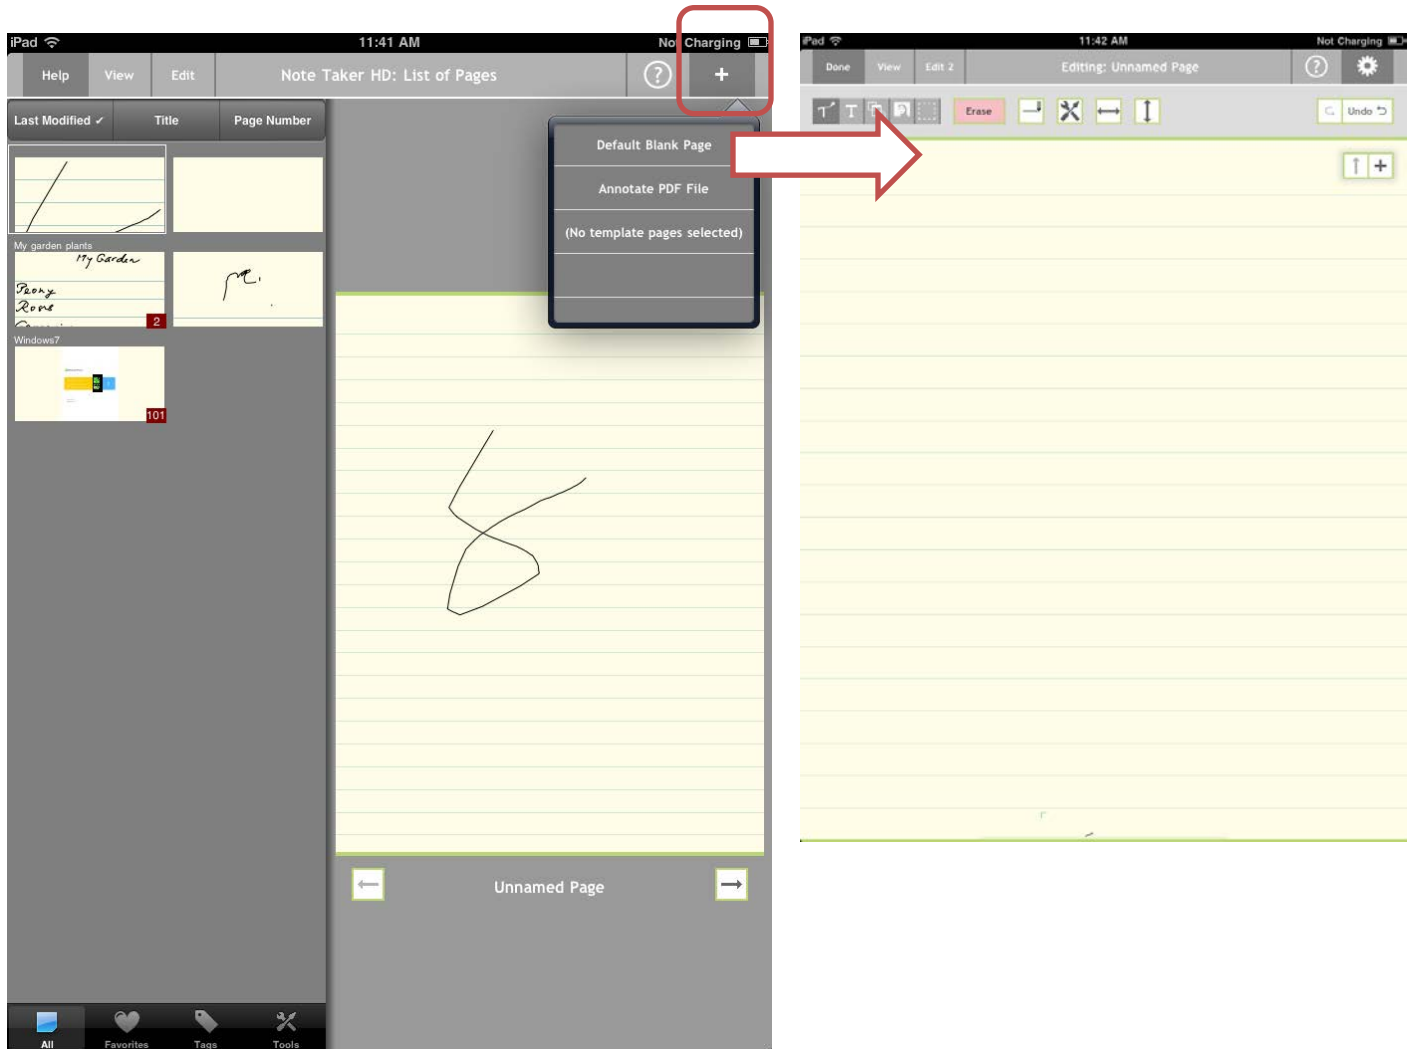 iPad 11:41 AM Not Charging
Help View Edit Note Taker HD: List of Pages ? +
Last Modified ✓ Title Page Number
Default Blank Page
Annotate PDF File
(No template pages selected)
My garden plants
My Garden
Peony
2
Windows7
101
Unnamed Page
All Favorites Tags Tools
iPad 11:42 AM Not Charging
Done View Edit 2 Editing: Unnamed Page ?
T T Erase Undo
+